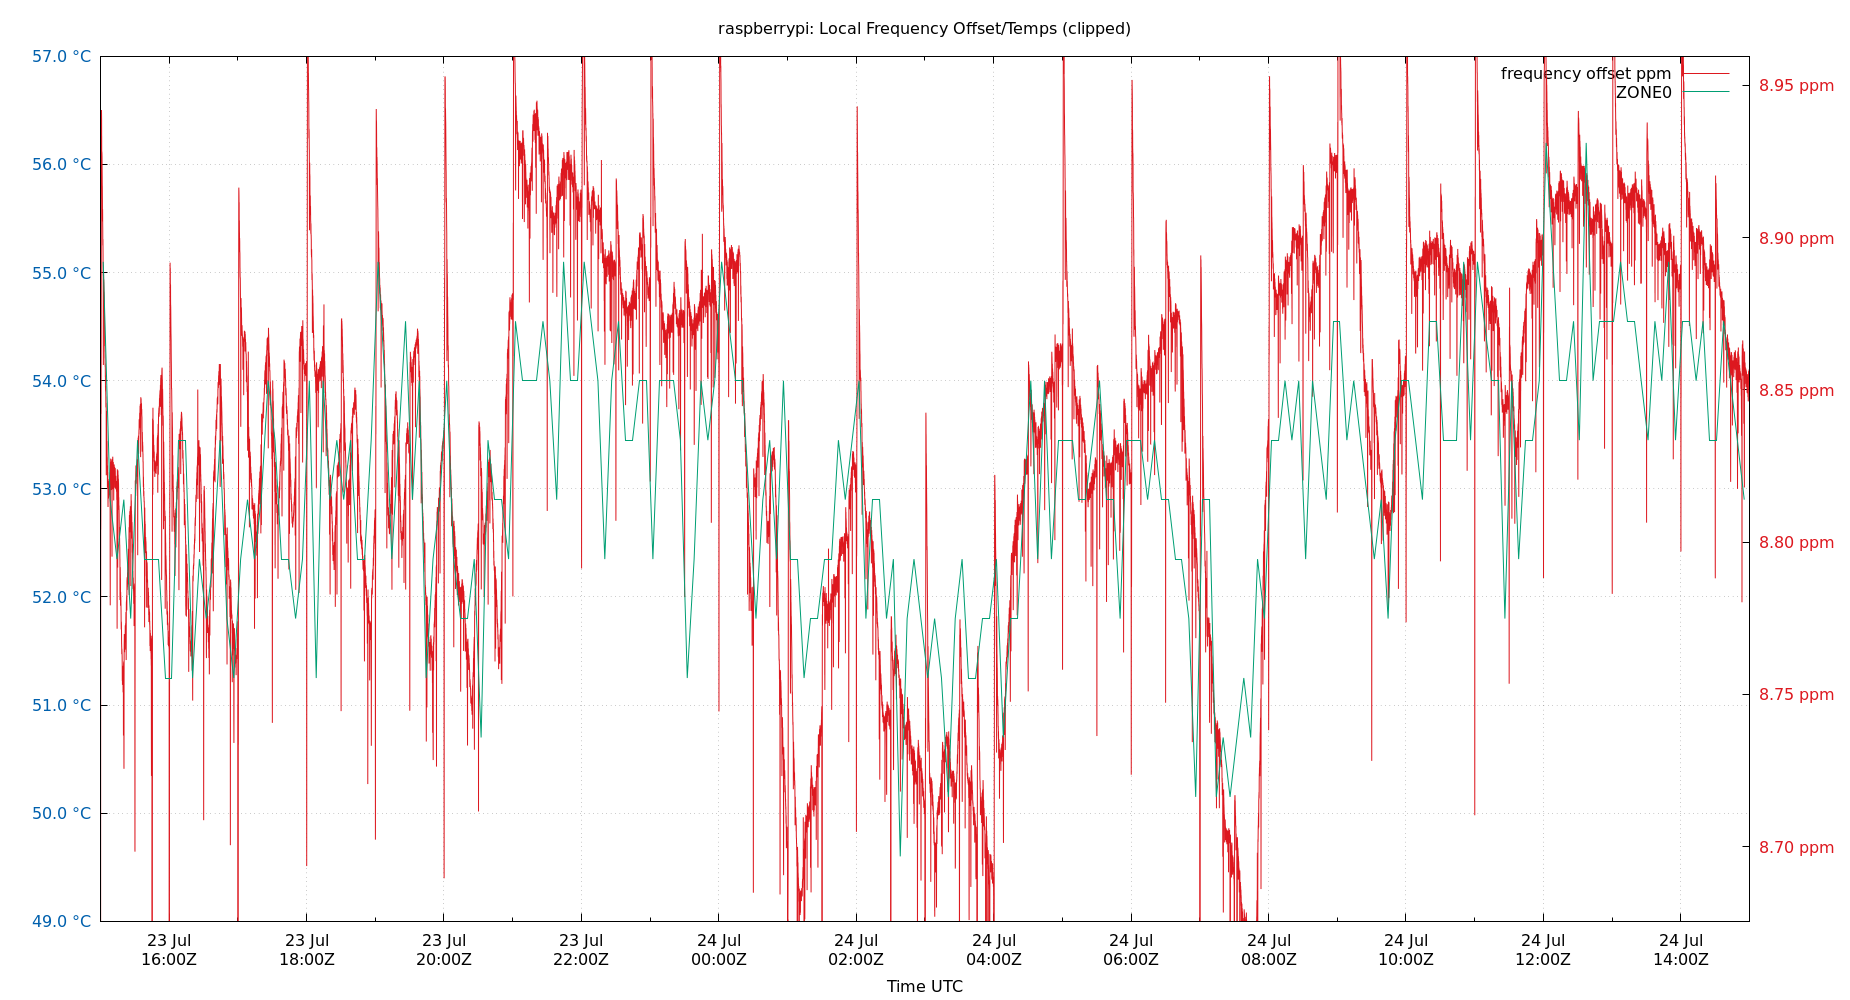 raspberrypi: Local Frequency Offset/Temps (clipped)
57.0 °C
56.0 °C
55.0 °C
54.0 °C
53.0 °C
52.0 °C
51.0 °C
50.0 °C
49.0 °C
frequency offset ppm
ZONE0
8.95 ppm
8.90 ppm
8.85 ppm
8.80 ppm
8.75 ppm
8.70 ppm
23 Jul
16:00Z
23 Jul
18:00Z
23 Jul
20:00Z
23 Jul
22:00Z
24 Jul
00:00Z
24 Jul
02:00Z
24 Jul
04:00Z
24 Jul
06:00Z
24 Jul
08:00Z
24 Jul
10:00Z
24 Jul
12:00Z
24 Jul
14:00Z
Time UTC